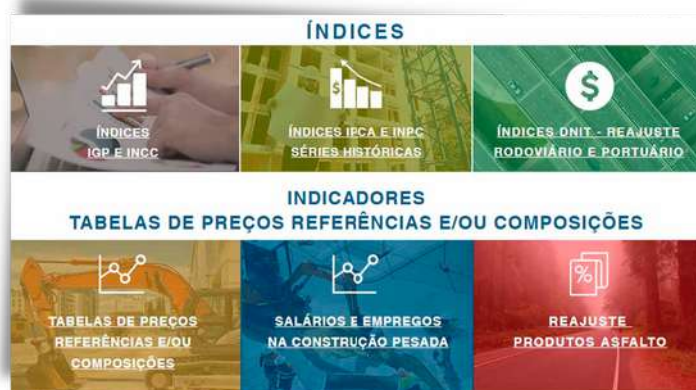 ÍNDICES
ÍNDICES
IGP E INCC
ÍNDICES IPCA E INPC
SÉRIES HISTÓRICAS
ÍNDICES DNIT - REAJUSTE
RODOVIÁRIO E PORTUÁRIO
INDICADORES
TABELAS DE PREÇOS REFERÊNCIAS E/OU COMPOSIÇÕES
TABELAS DE PREÇOS
REFERÊNCIAS E/OU
COMPOSIÇÕES
SALÁRIOS E EMPREGOS
NA CONSTRUÇÃO PESADA
REAJUSTE
PRODUTOS ASFALTO